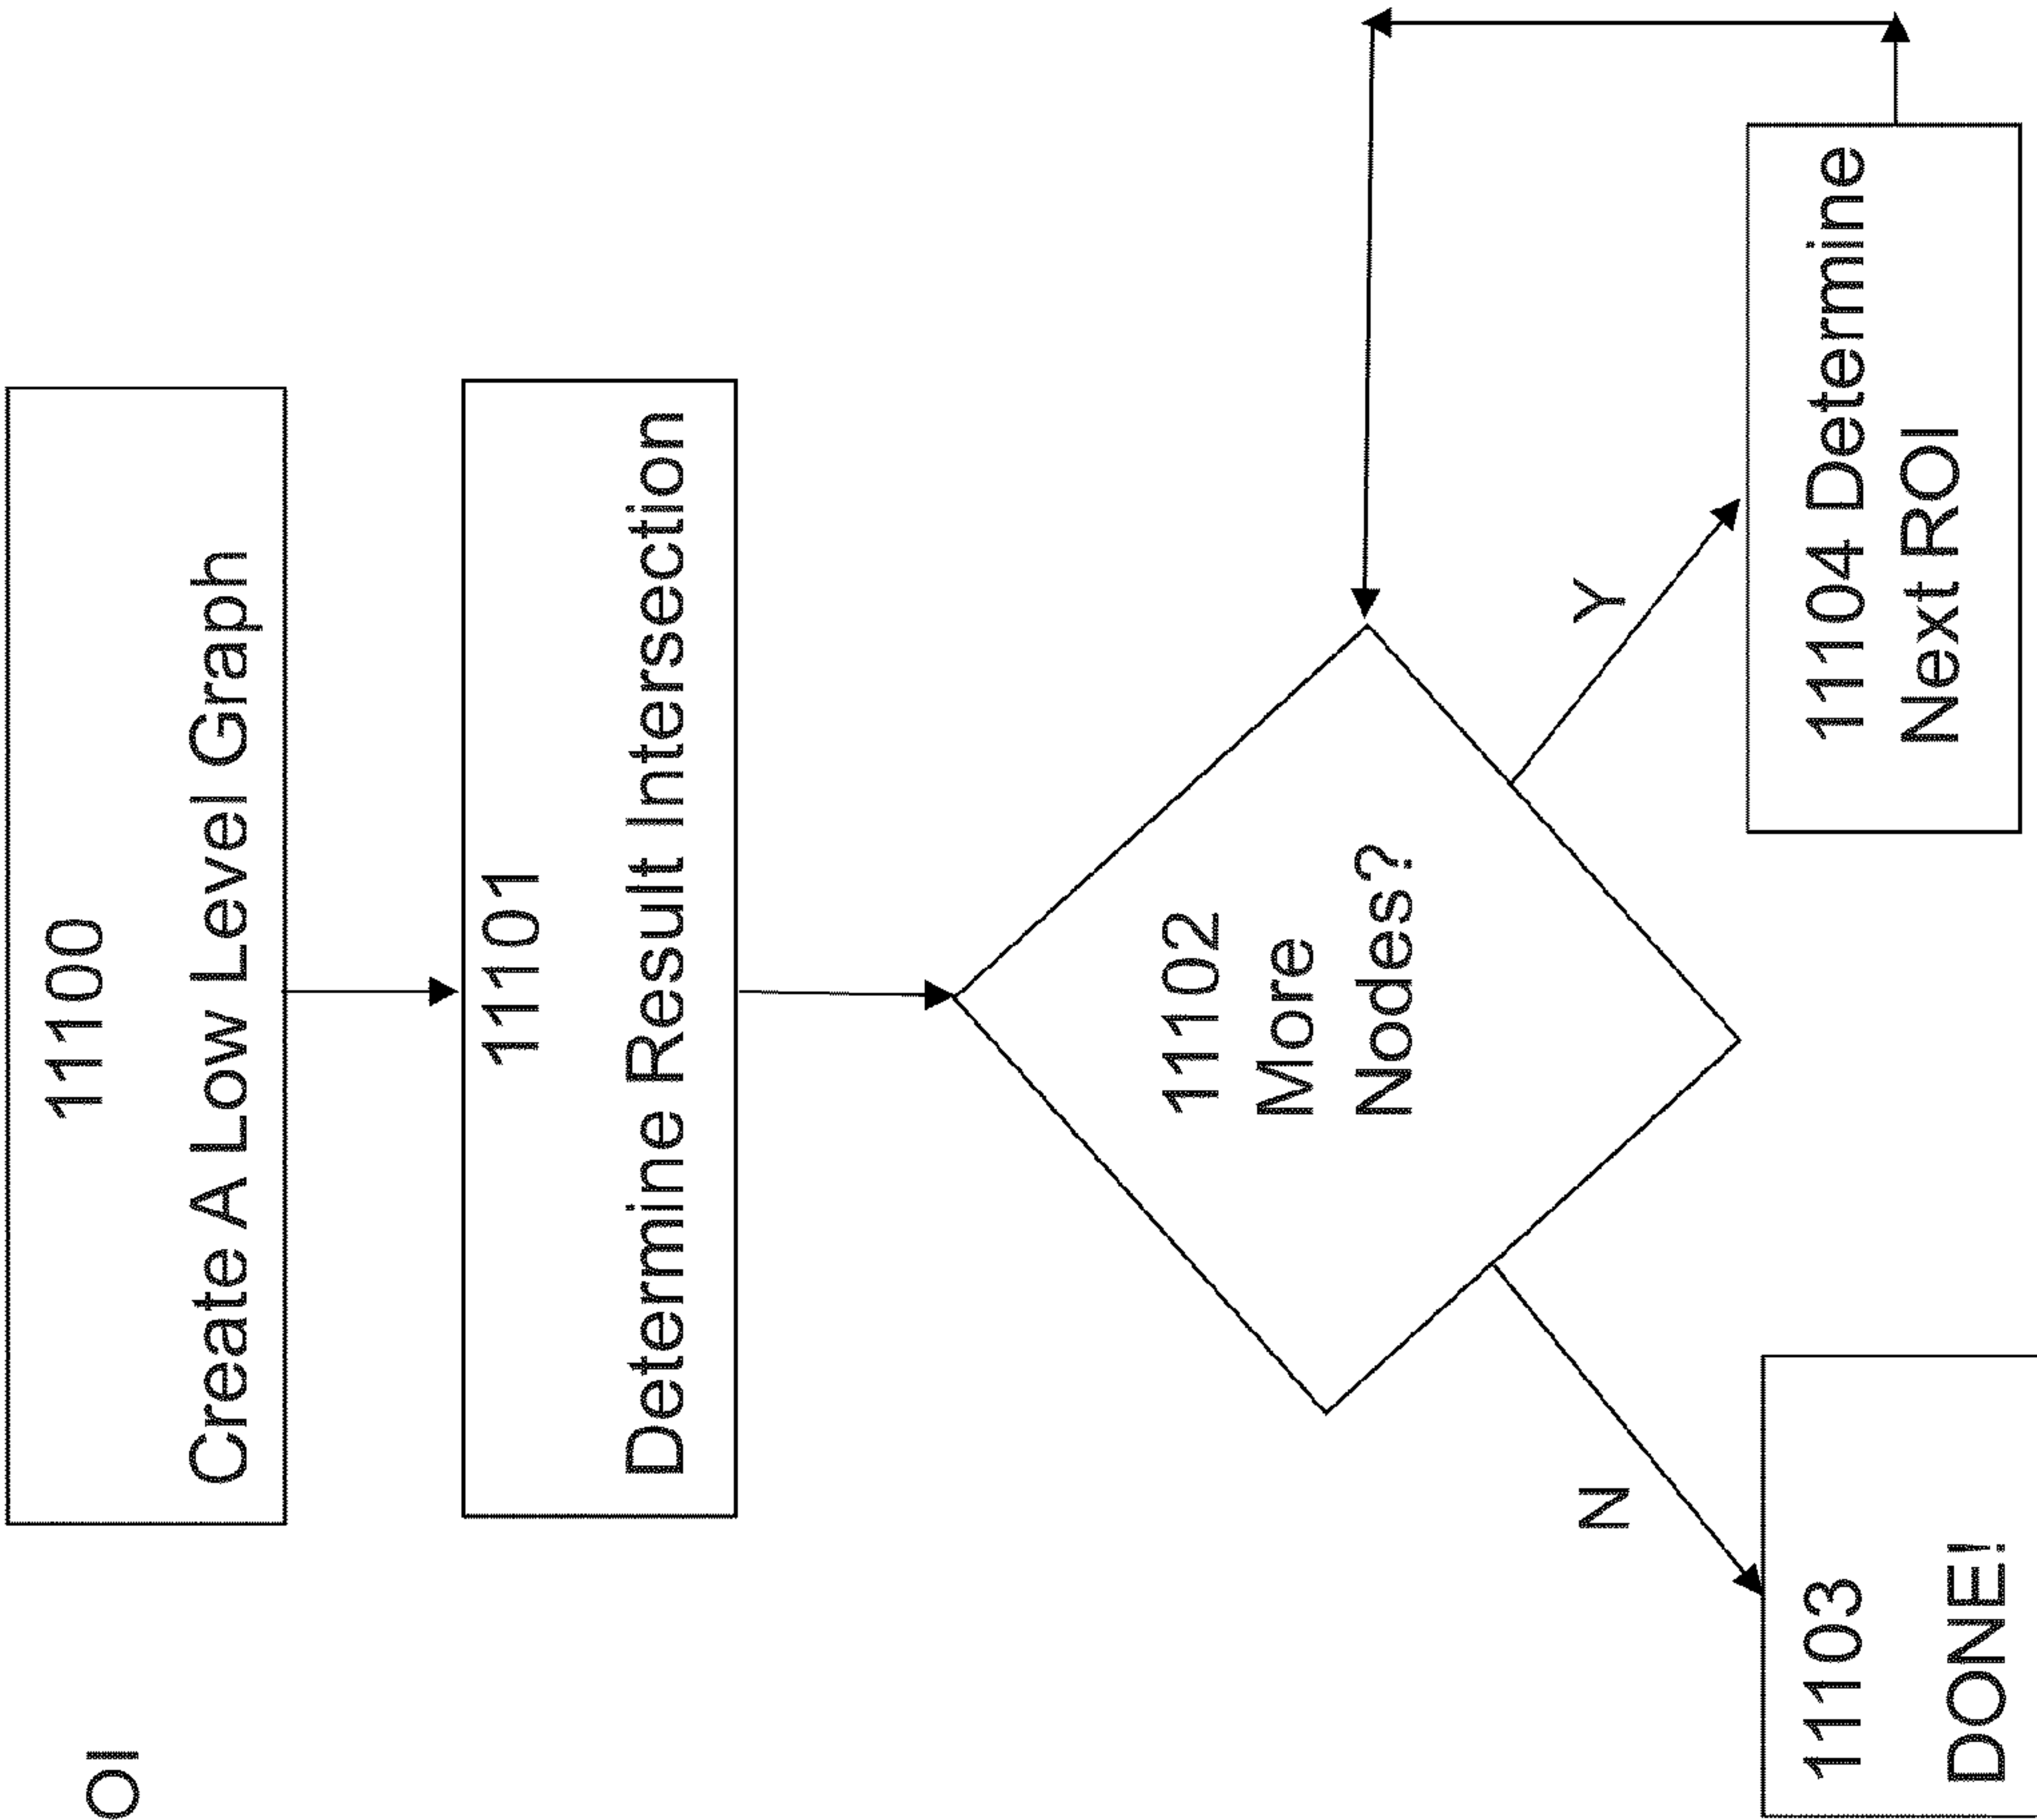 OI
11100
Create A Low Level Graph
11101
Determine Result Intersection
11102
More
Nodes?
N
Y
11103
DONE!
11104 Determine
Next ROI